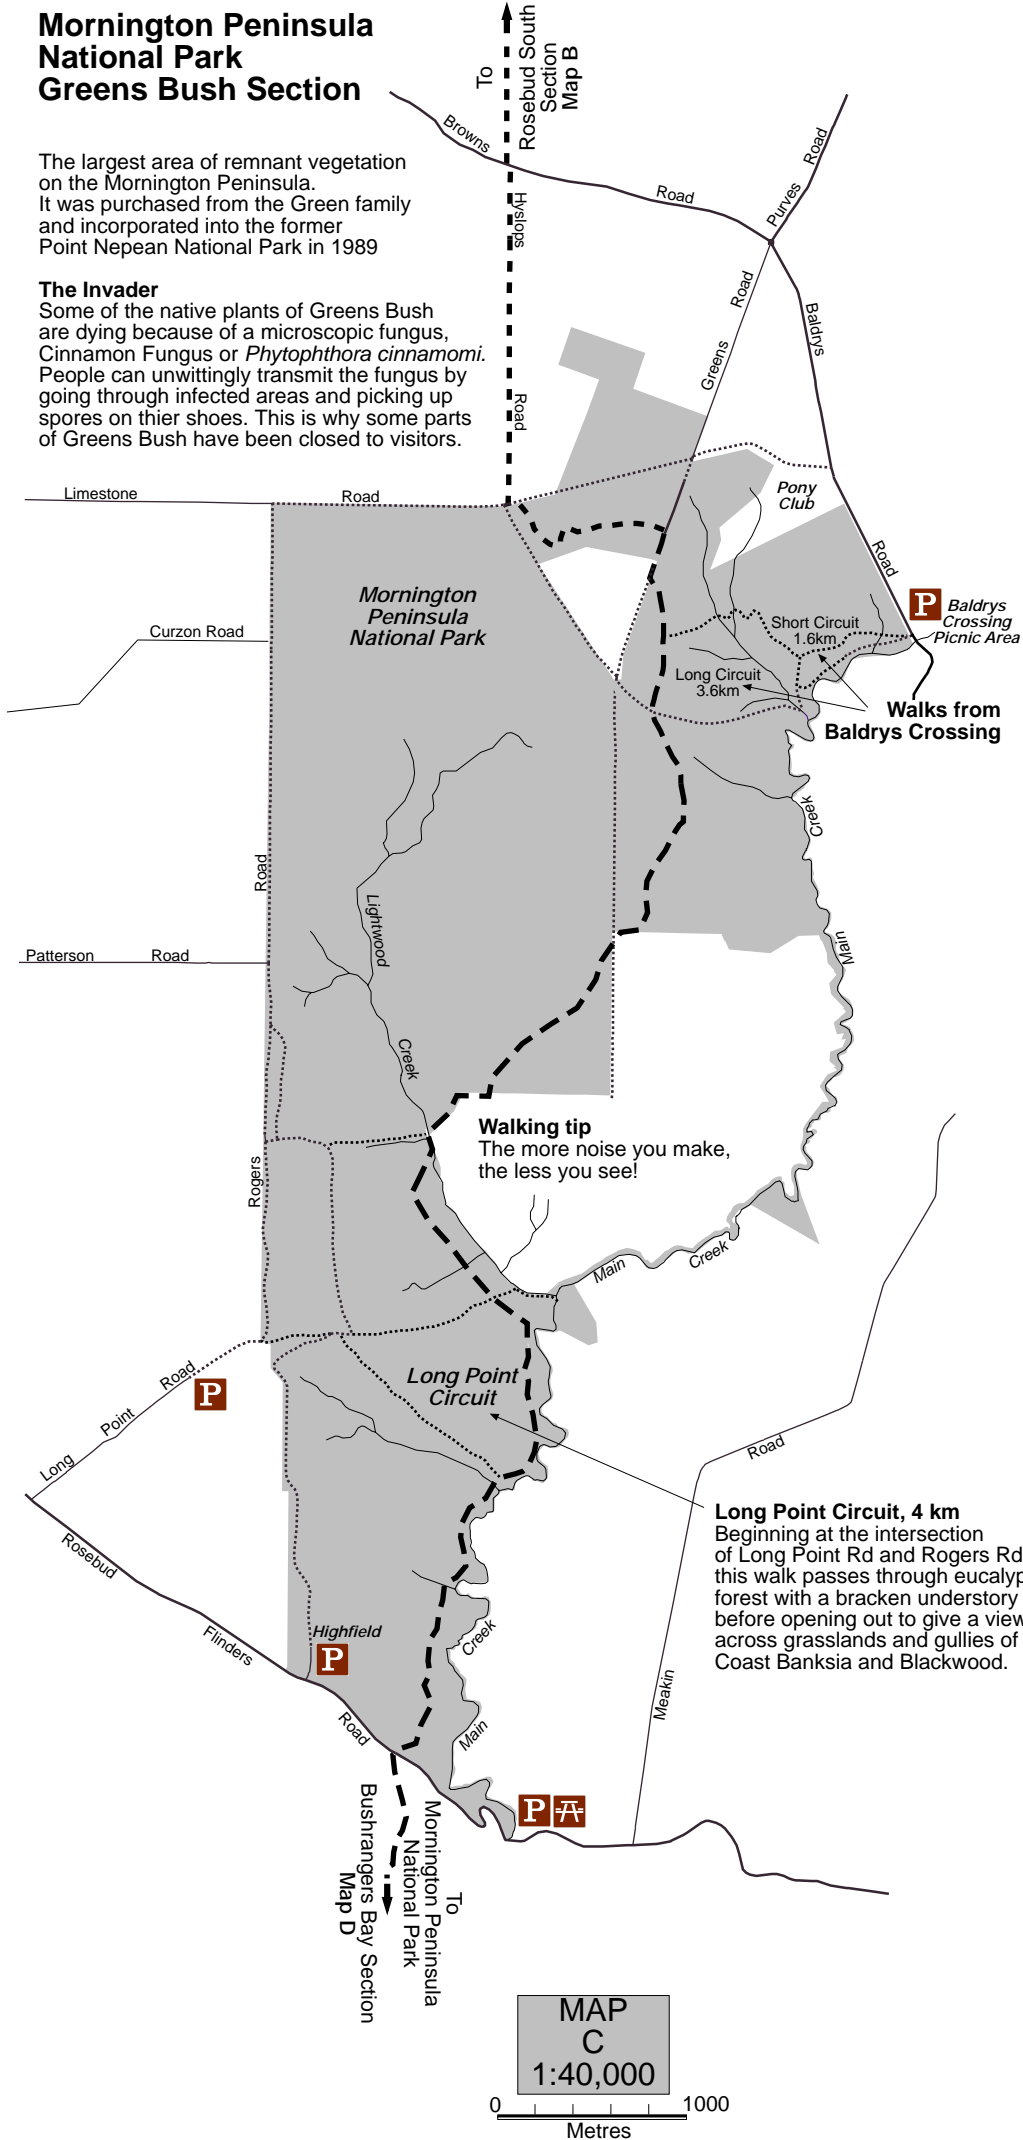 Mornington Peninsula
National Park
Greens Bush Section
The largest area of remnant vegetation
on the Mornington Peninsula.
It was purchased from the Green family
and incorporated into the former
Point Nepean National Park in 1989
The Invader
Some of the native plants of Greens Bush
are dying because of a microscopic fungus,
Cinnamon Fungus or Phytophthora cinnamomi.
People can unwittingly transmit the fungus by
going through infected areas and picking up
spores on thier shoes. This is why some parts
of Greens Bush have been closed to visitors.
To
Rosebud South
Section
Map B
Browns
Road
Purves
Road
Hyslops
Road
Greens
Road
Baldrys
Road
Limestone
Road
Pony
Club
Mornington
Peninsula
National Park
P
Baldrys
Crossing
Picnic Area
Short Circuit
1.6km
Long Circuit
3.6km
Walks from
Baldrys Crossing
Curzon Road
Creek
Main
Road
Lightwood
Creek
Patterson
Road
Rogers
Walking tip
The more noise you make,
the less you see!
Main
Creek
Long Point
Circuit
Long
Point
Road
P
Road
Meakin
Long Point Circuit, 4 km
Beginning at the intersection
of Long Point Rd and Rogers Rd
this walk passes through eucalyp
forest with a bracken understory
before opening out to give a view
across grasslands and gullies of
Coast Banksia and Blackwood.
Rosebud
Flinders
Road
Highfield
P
Creek
Main
P
To
Mornington Peninsula
National Park
Bushrangers Bay Section
Map D
MAP
C
1:40,000
0
1000
Metres